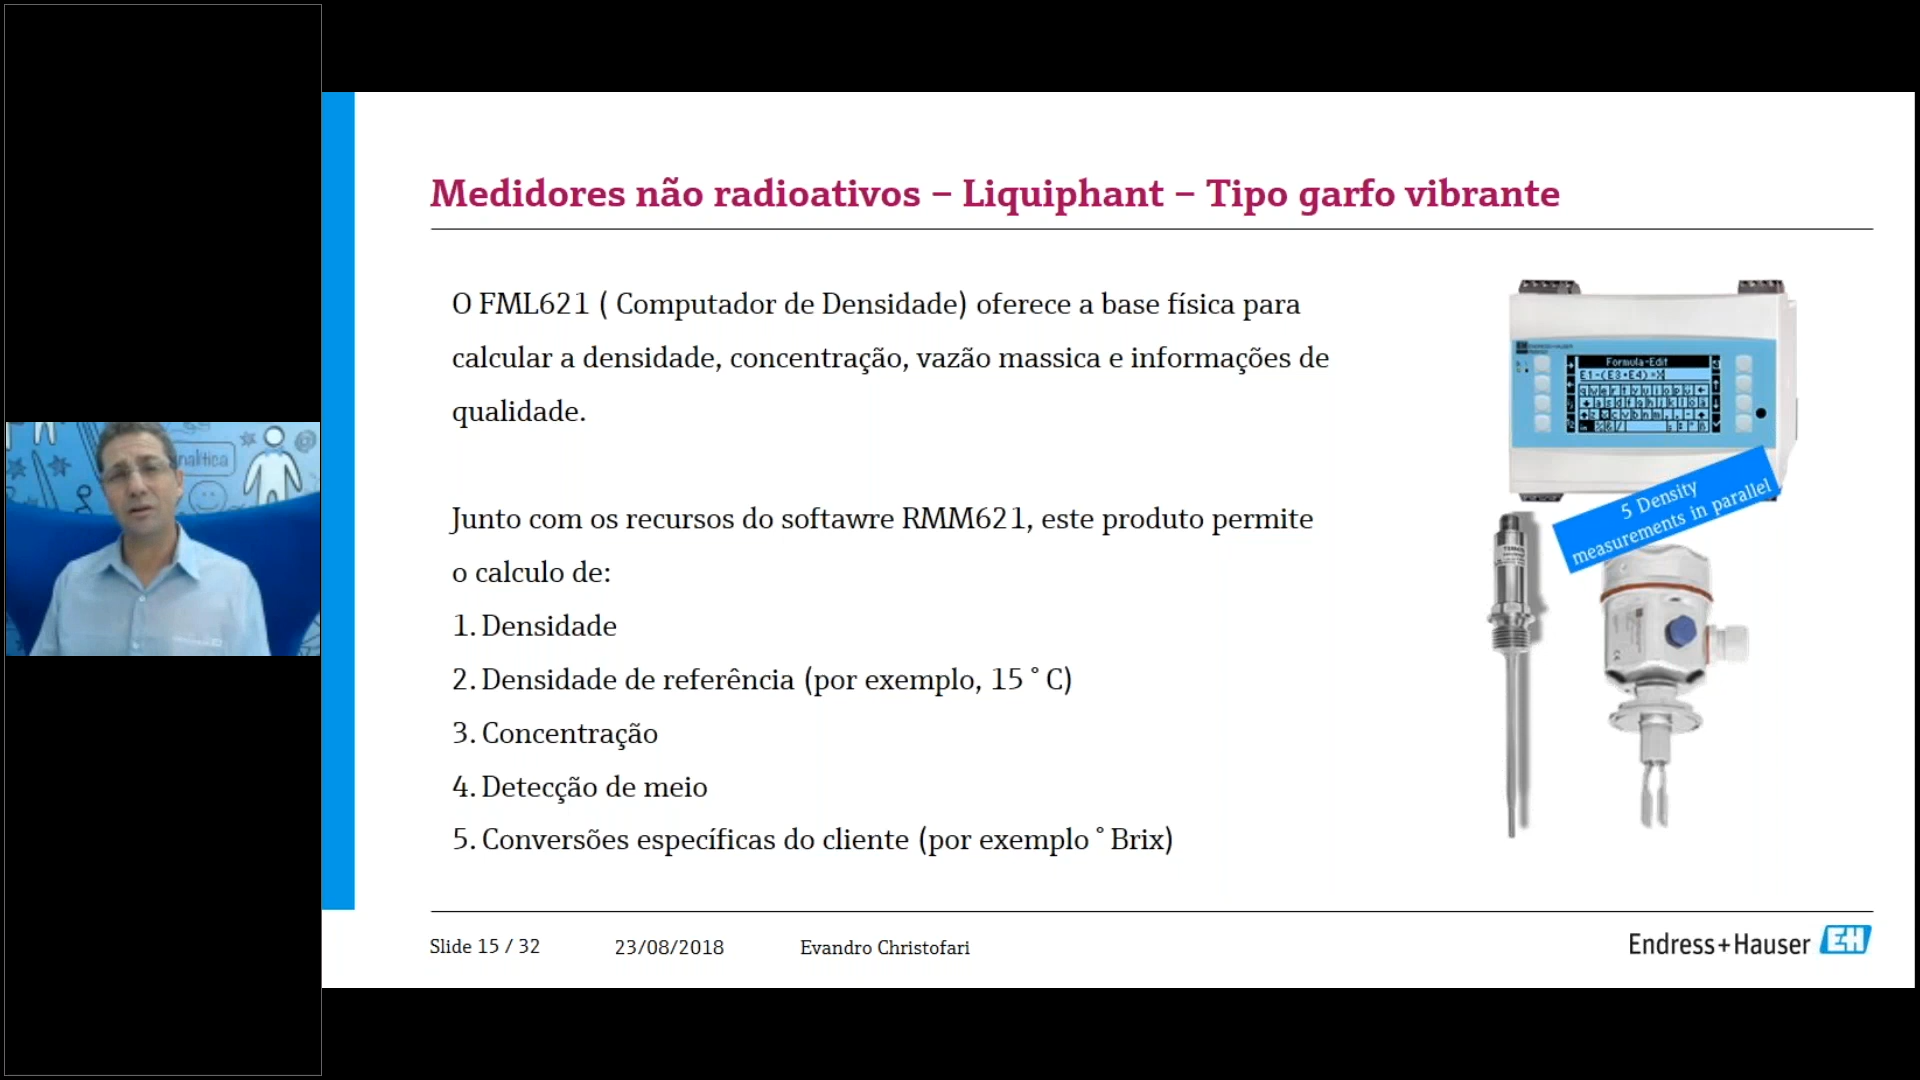 Medidores não radioativos – Liquiphant – Tipo garfo vibrante
O FML621 ( Computador de Densidade) oferece a base física para
calcular a densidade, concentração, vazão massica e informações de
qualidade.
Junto com os recursos do softawre RMM621, este produto permite
o calculo de:
1. Densidade
2. Densidade de referência (por exemplo, 15 ° C)
3. Concentração
4. Detecção de meio
5. Conversões específicas do cliente (por exemplo ° Brix)
Formula-Edit
5 Density
measurements in parallel
Slide 15 / 32
23/08/2018
Evandro Christofari
Endress+Hauser
EH